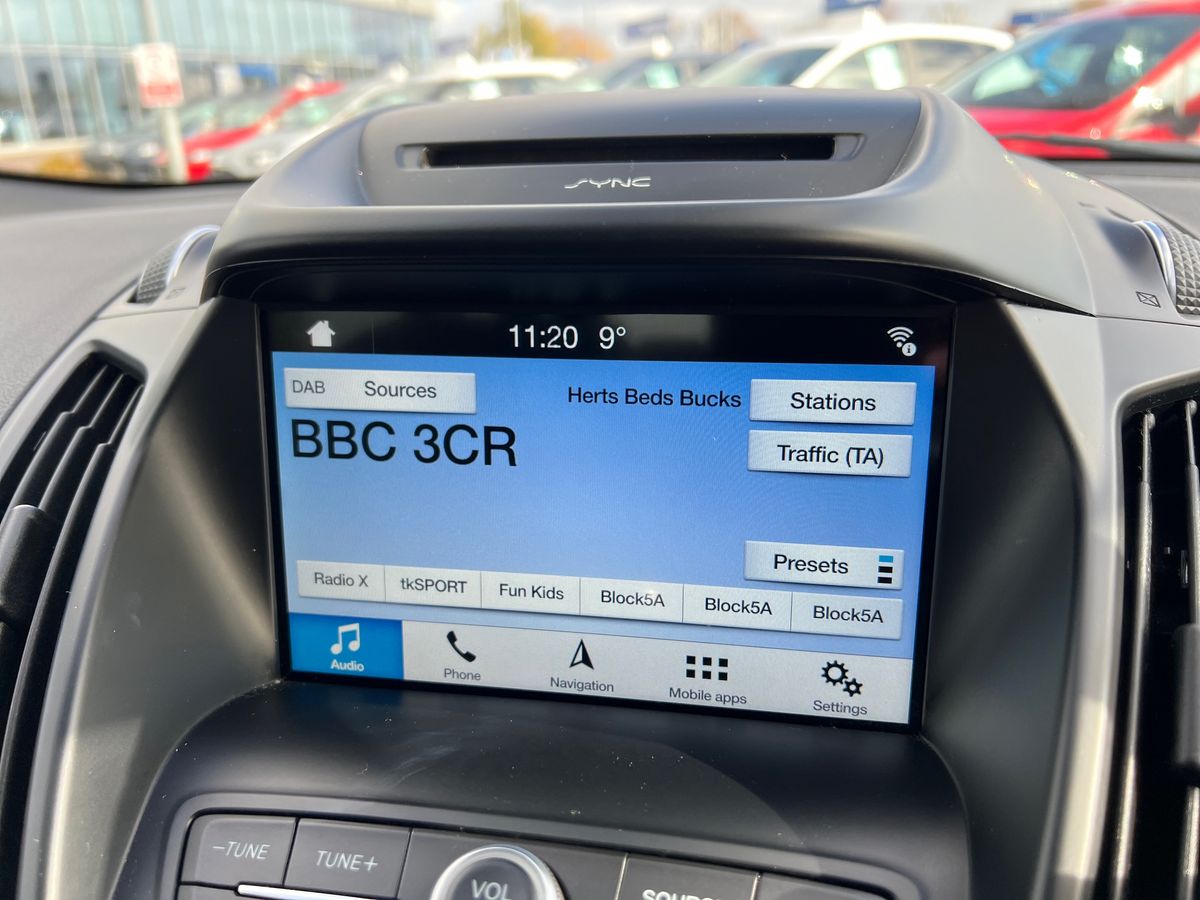 SYNC
11:20 9°
DAB Sources
Herts Beds Bucks
Stations
BBC 3CR
Traffic (TA)
Presets
Radio X
tkSPORT
Fun Kids
Block5A
Block5A
Block5A
Audio
Phone
Navigation
Mobile apps
Settings
-TUNE
TUNE+
VOL